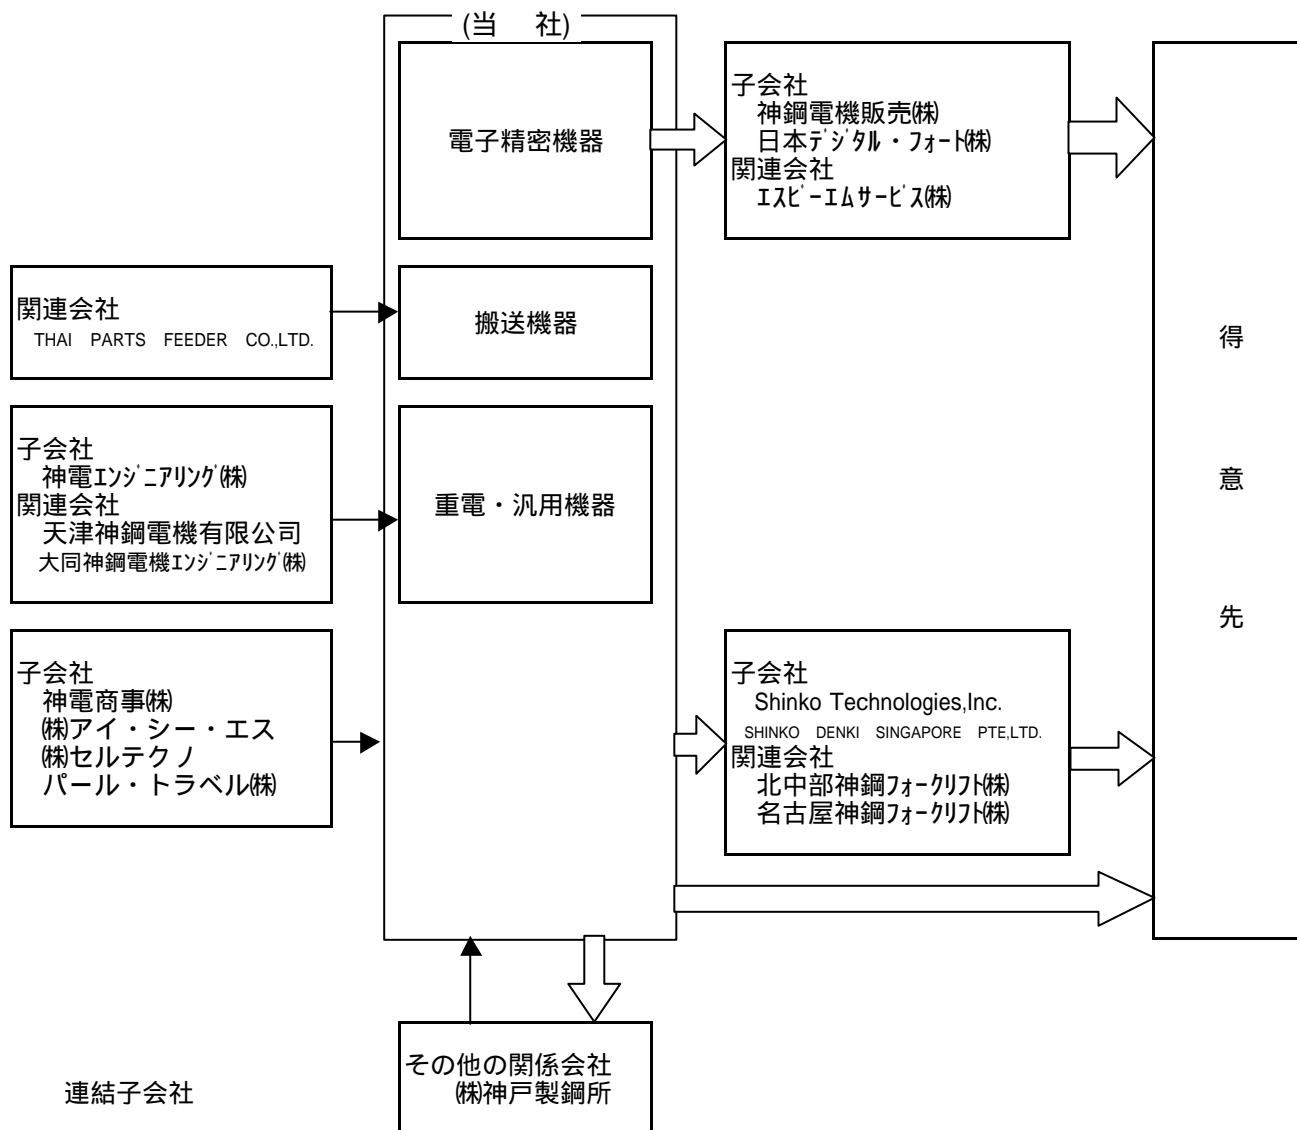 (当 社)
電子精密機器
子会社
神鋼電機販売㈱
日本ﾃﾞｼﾞﾀﾙ・ﾌｫｰﾄ㈱
関連会社
ｴｽﾋﾞｰｴﾑｻｰﾋﾞｽ㈱
関連会社
THAI PARTS FEEDER CO.,LTD.
搬送機器
子会社
神電ｴﾝｼﾞﾆｱﾘﾝｸﾞ㈱
関連会社
天津神鋼電機有限公司
大同神鋼電機ｴﾝｼﾞﾆｱﾘﾝｸﾞ㈱
重電・汎用機器
子会社
神電商事㈱
㈱アイ・シー・エス
㈱セルテクノ
パール・トラベル㈱
子会社
Shinko Technologies,Inc.
SHINKO DENKI SINGAPORE PTE,LTD.
関連会社
北中部神鋼ﾌｫｰｸﾘﾌﾄ㈱
名古屋神鋼ﾌｫｰｸﾘﾌﾄ㈱
得
意
先
その他の関係会社
㈱神戸製鋼所
連結子会社